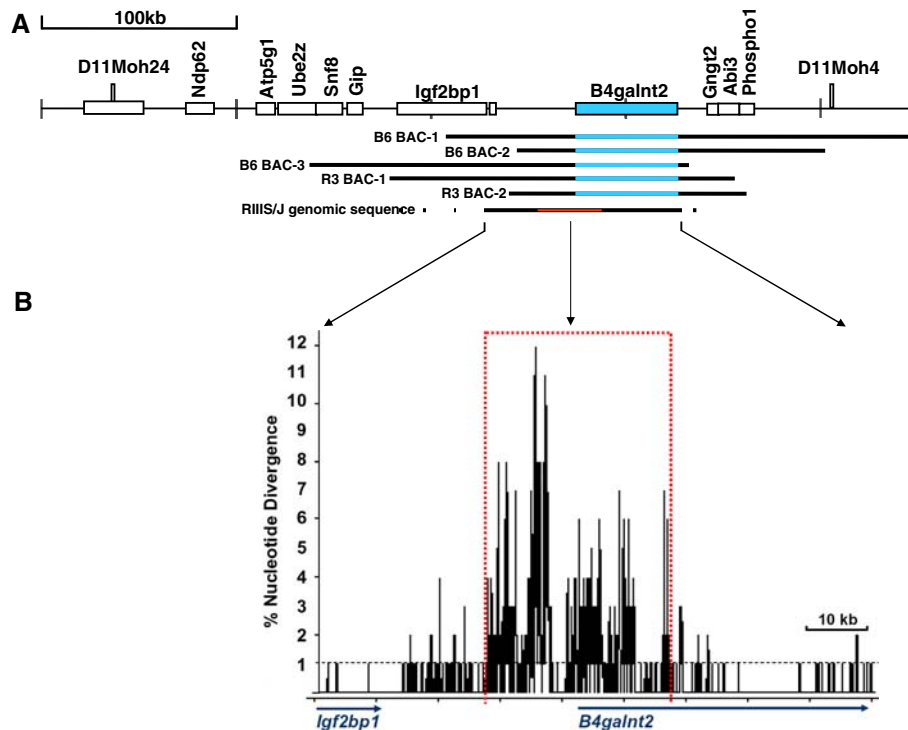 A
100kb
D11Moh24
Ndp62
Atp5g1
Ube2z
Snf8
Gip
Igf2bp1
B4galnt2
Gngt2
Abi3
Phospho1
D11Moh4
B6 BAC-1
B6 BAC-2
B6 BAC-3
R3 BAC-1
R3 BAC-2
RIIIS/J genomic sequence
B
% Nucleotide Divergence
12
11
10
9
8
7
6
5
4
3
2
1
10 kb
Igf2bp1
B4galnt2